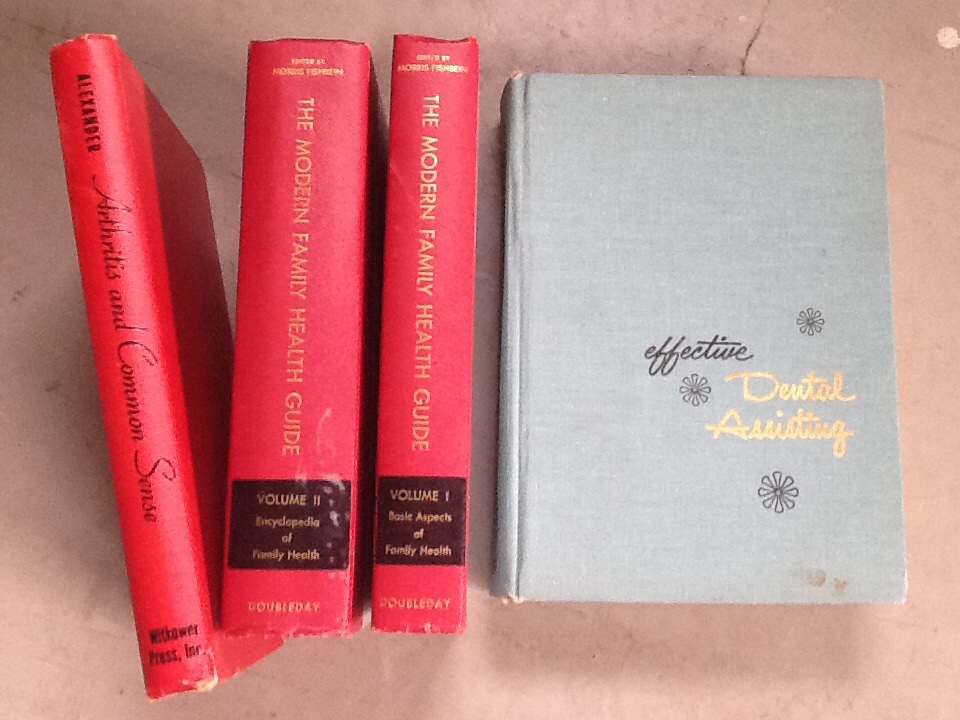 ALEXANDER
Arthritis and Common Sense
Witkower
Press, Inc.
EDITED BY
MORRIS FISHBEIN
THE MODERN FAMILY HEALTH GUIDE
VOLUME II
Encyclopedia
of
Family Health
DOUBLEDAY
EDITED BY
MORRIS FISHBEIN
THE MODERN FAMILY HEALTH GUIDE
VOLUME I
Basic Aspects
of
Family Health
DOUBLEDAY
effective
Dental
Assisting